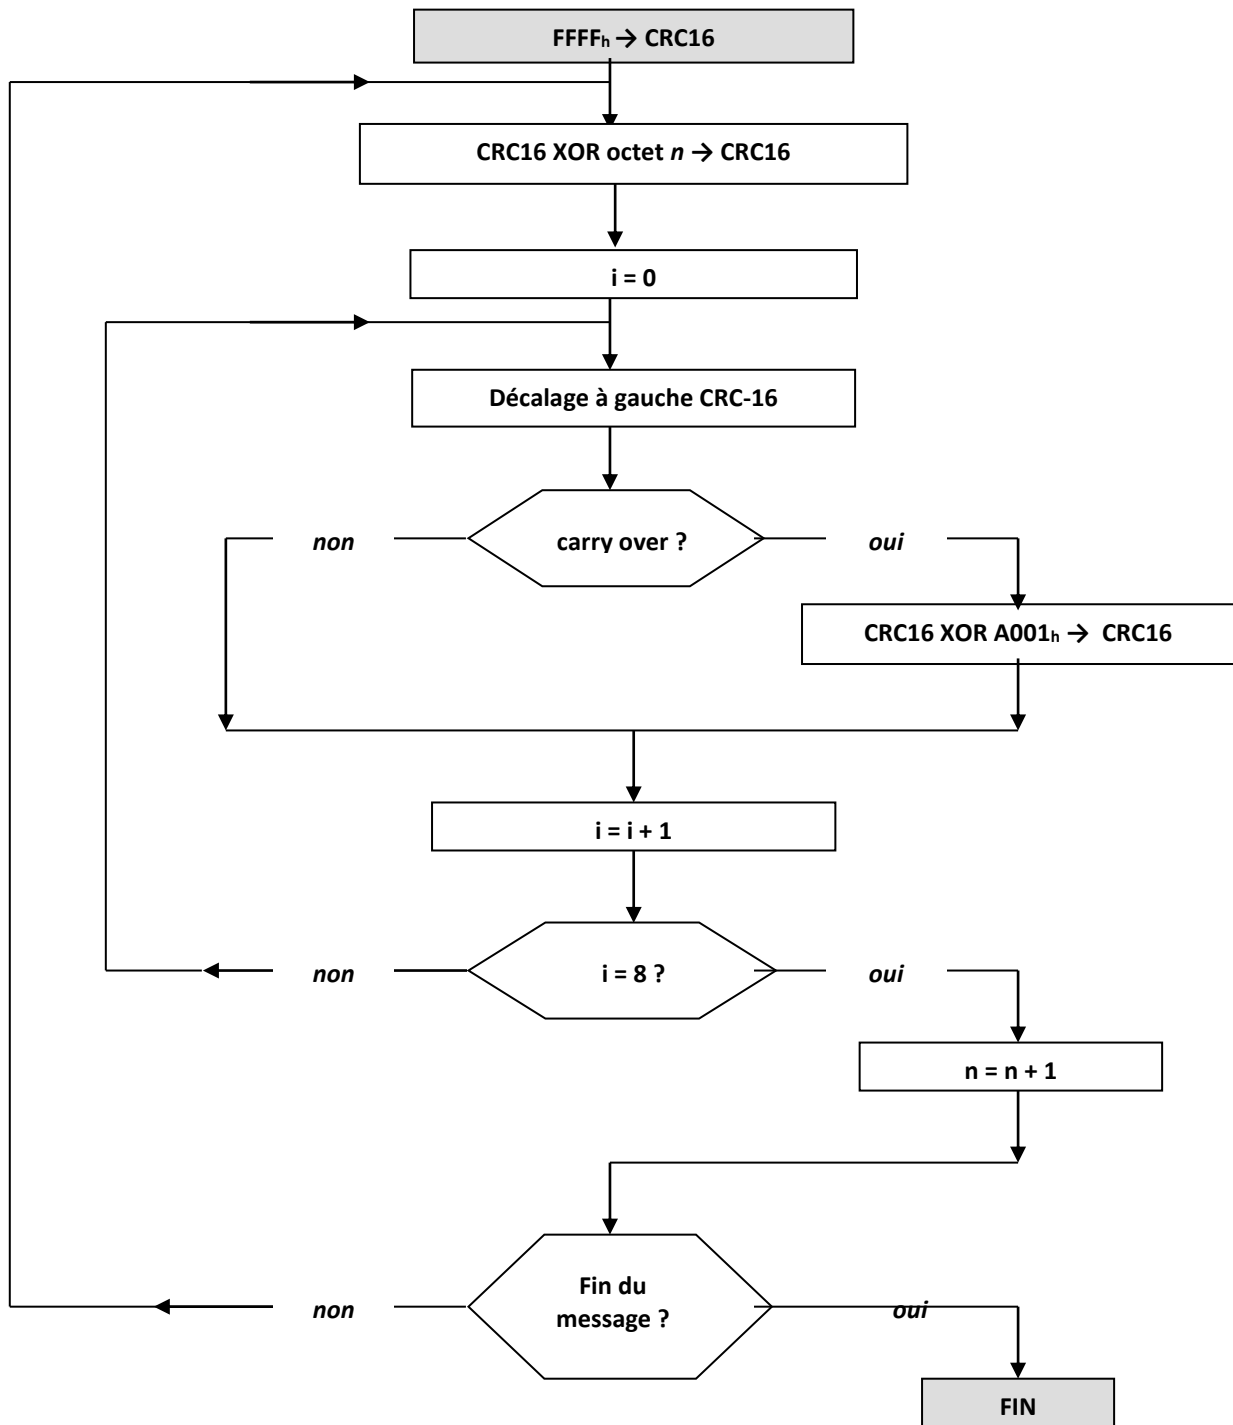 FFFFₕ → CRC16
CRC16 XOR octet n → CRC16
i = 0
Décalage à gauche CRC-16
non
carry over ?
oui
CRC16 XOR A001ₕ → CRC16
i = i + 1
non
i = 8 ?
oui
n = n + 1
non
Fin du
message ?
oui
FIN